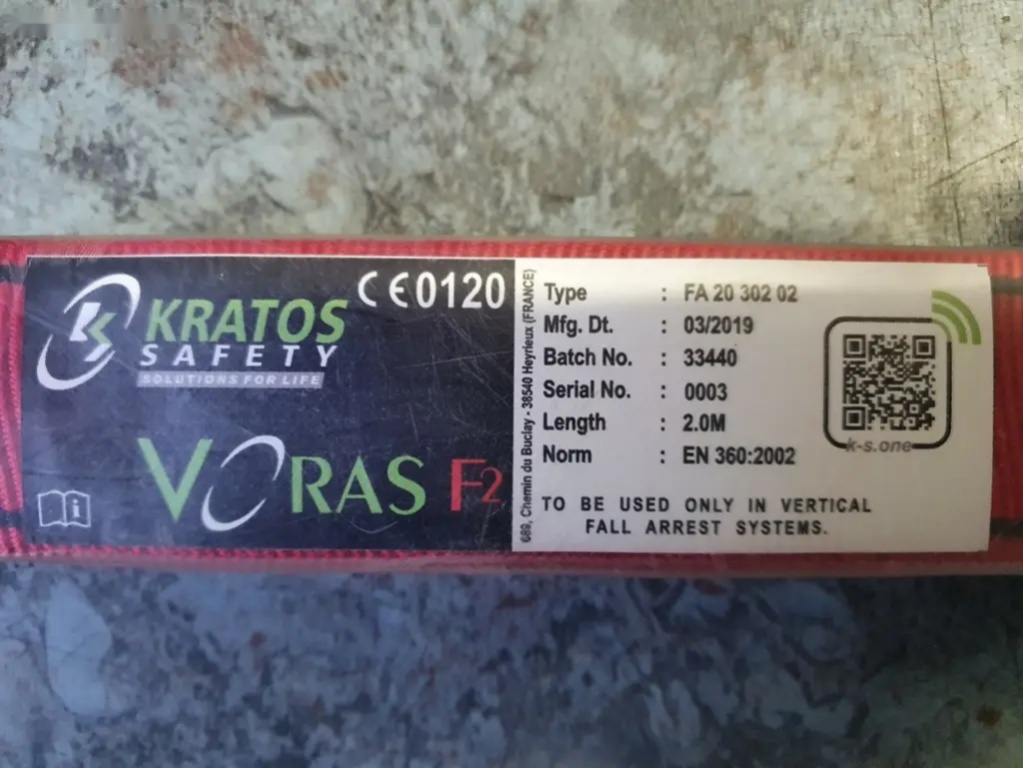 KRATOS
SAFETY
SOLUTIONS FOR LIFE
CE0120
VORAS F2
689, Chemin du Buclay - 38540 Heyrieux (FRANCE)
Type : FA 20 302 02
Mfg. Dt. : 03/2019
Batch No. : 33440
Serial No. : 0003
Length : 2.0M
Norm : EN 360:2002
k-s.one
TO BE USED ONLY IN VERTICAL
FALL ARREST SYSTEMS.